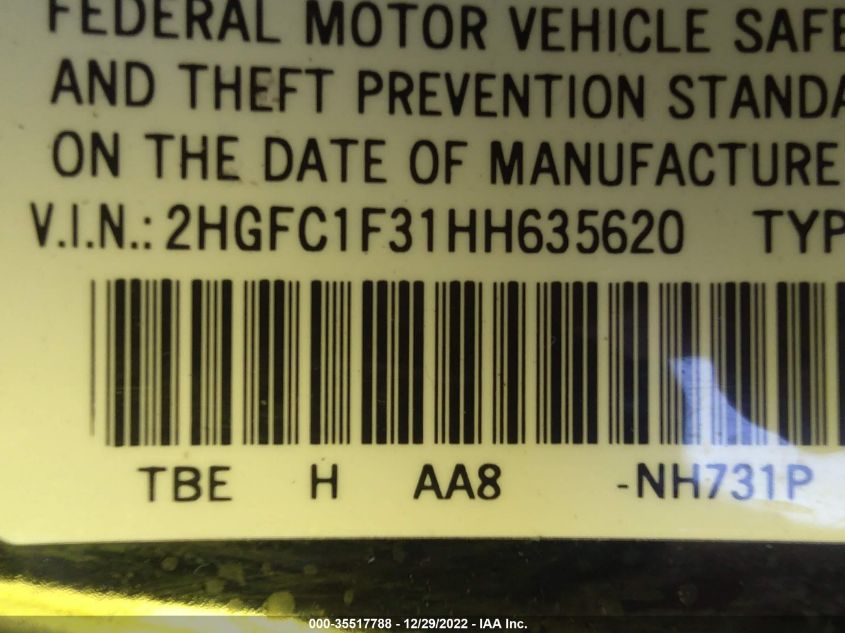 FEDERAL MOTOR VEHICLE SAFE
AND THEFT PREVENTION STANDA
ON THE DATE OF MANUFACTURE
V.I.N.: 2HGFC1F31HH635620 TYP
TBE H AA8 -NH731P
000-35517788 - 12/29/2022 - IAA Inc.